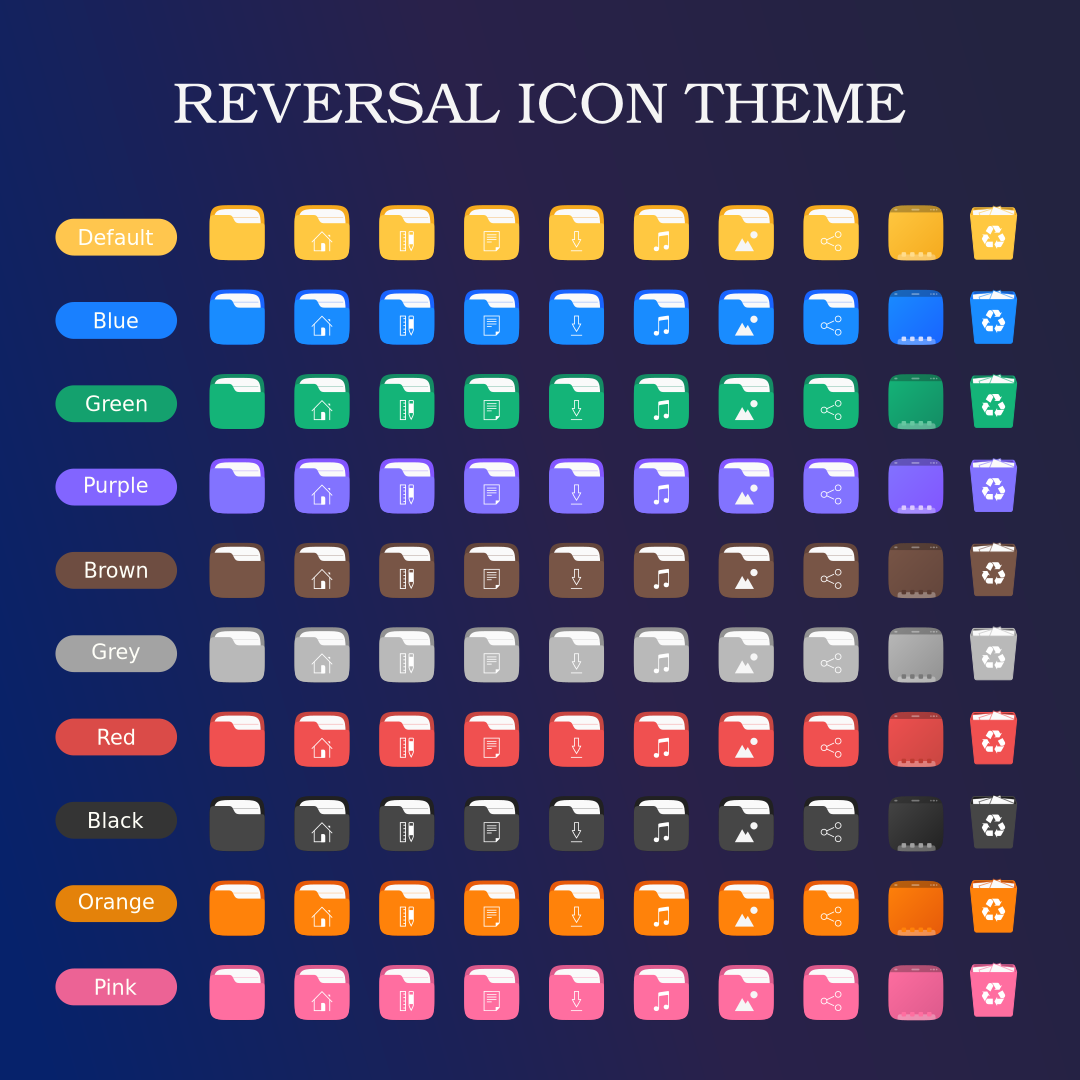 REVERSAL ICON THEME
Default
Blue
Green
Purple
Brown
Grey
Red
Black
Orange
Pink